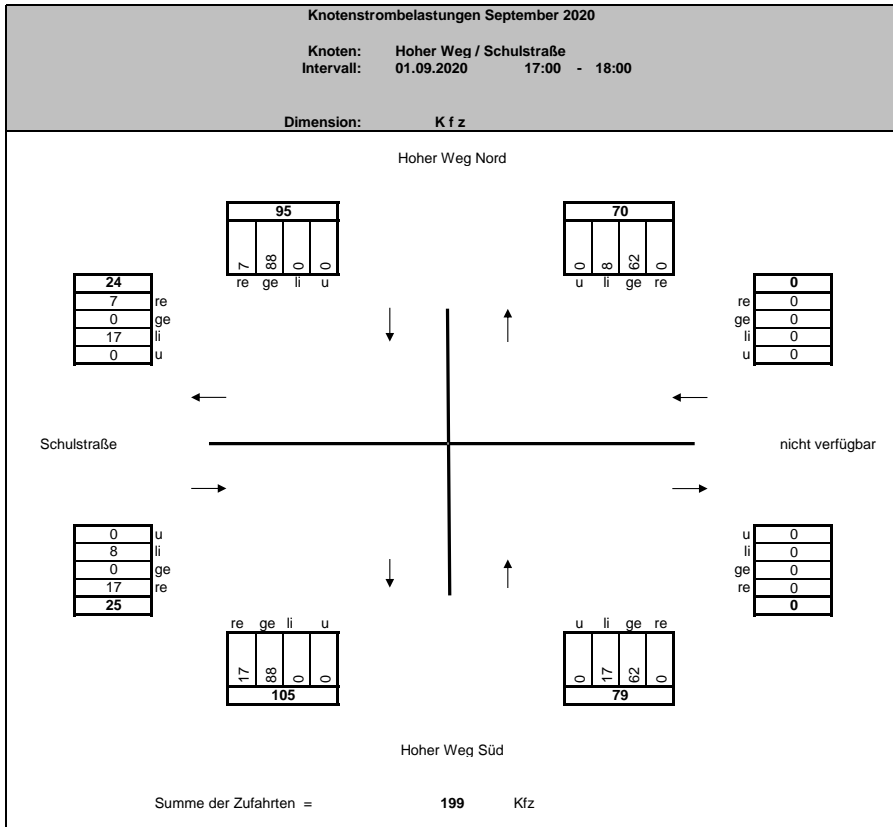 Knotenstrombelastungen September 2020
Knoten: Hoher Weg / Schulstraße
Intervall: 01.09.2020 17:00 - 18:00
Dimension: K f z
Hoher Weg Nord
95
7 88 0 0
re ge li u
70
0 8 62 0
u li ge re
24
7 re
0 ge
17 li
0 u
0
re 0
ge 0
li 0
u 0
Schulstraße
nicht verfügbar
0 u
8 li
0 ge
17 re
25
u 0
li 0
ge 0
re 0
0
re ge li u
17 88 0 0
105
u li ge re
0 17 62 0
79
Hoher Weg Süd
Summe der Zufahrten = 199 Kfz